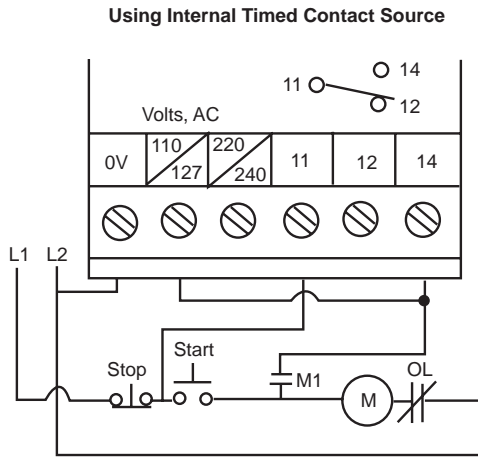 Using Internal Timed Contact Source
14
11
12
Volts, AC
0V
110
127
220
240
11
12
14
L1
L2
Stop
Start
M1
OL
M